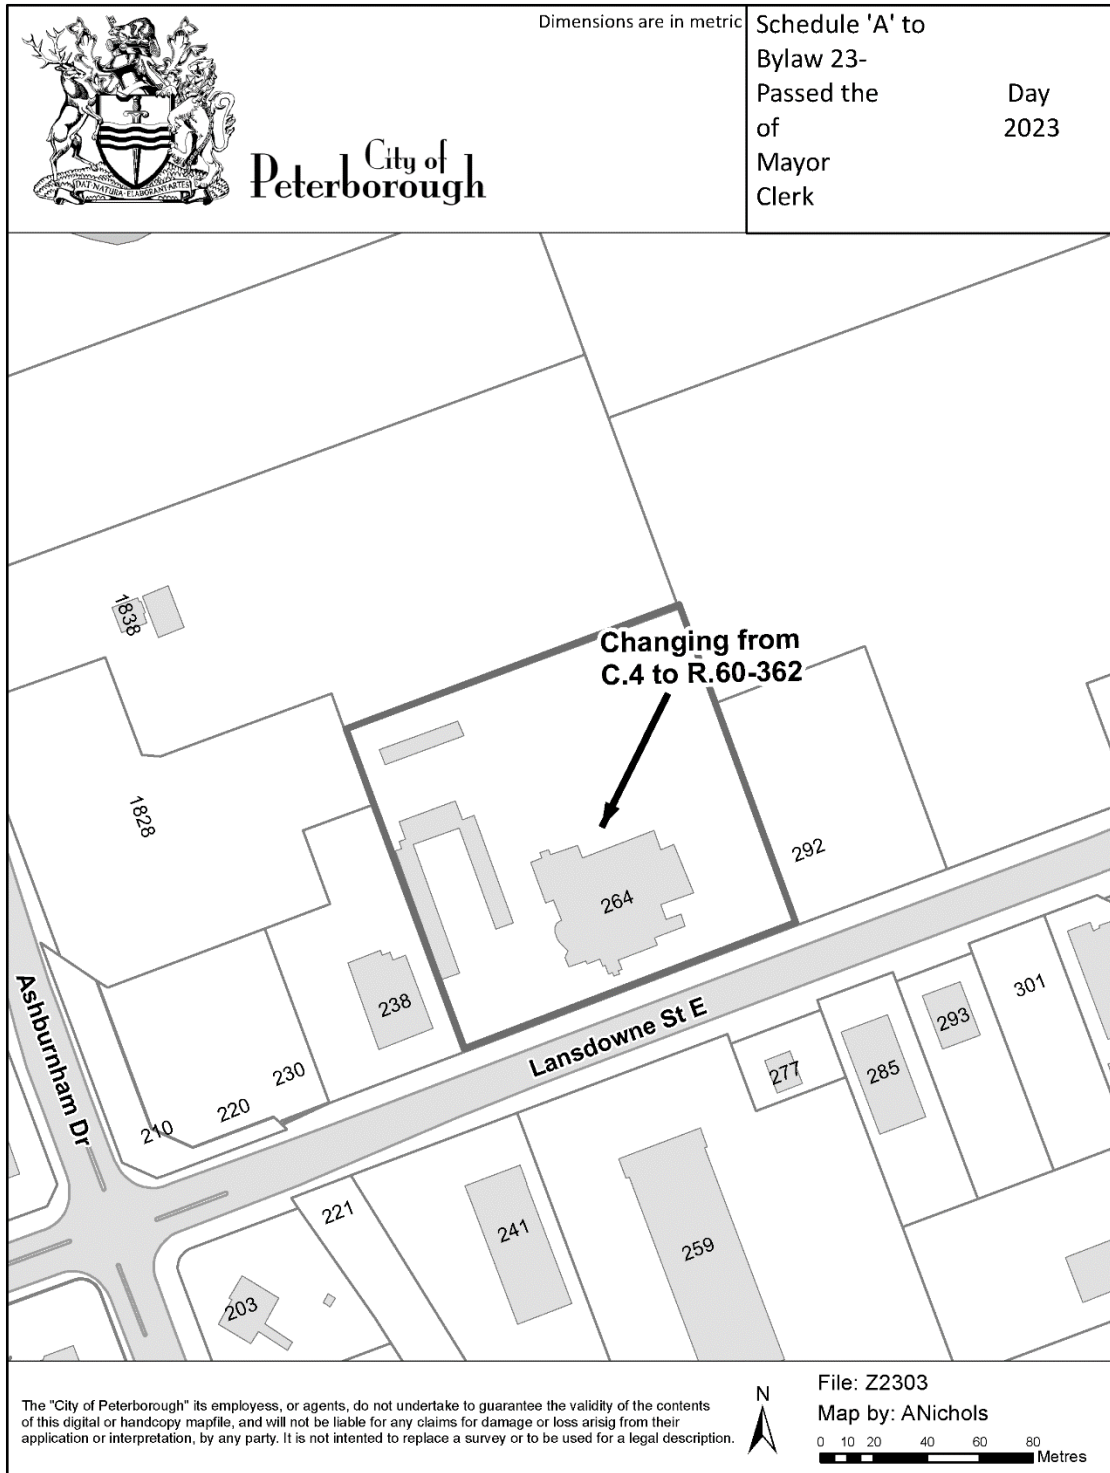 Dimensions are in metric
Schedule 'A' to
Bylaw 23-
Passed the Day
of 2023
Mayor
Clerk
DAT·NATURA·ELABORANT·ARTES
City of
Peterborough
1838
Changing from
C.4 to R.60-362
1828
292
264
238
301
293
Ashburnham Dr
Lansdowne St E
230
277
285
220
210
221
241
259
203
The "City of Peterborough" its employess, or agents, do not undertake to guarantee the validity of the contents
of this digital or handcopy mapfile, and will not be liable for any claims for damage or loss arisig from their
application or interpretation, by any party. It is not intended to replace a survey or to be used for a legal description.
N
File: Z2303
Map by: ANichols
0 10 20 40 60 80
Metres